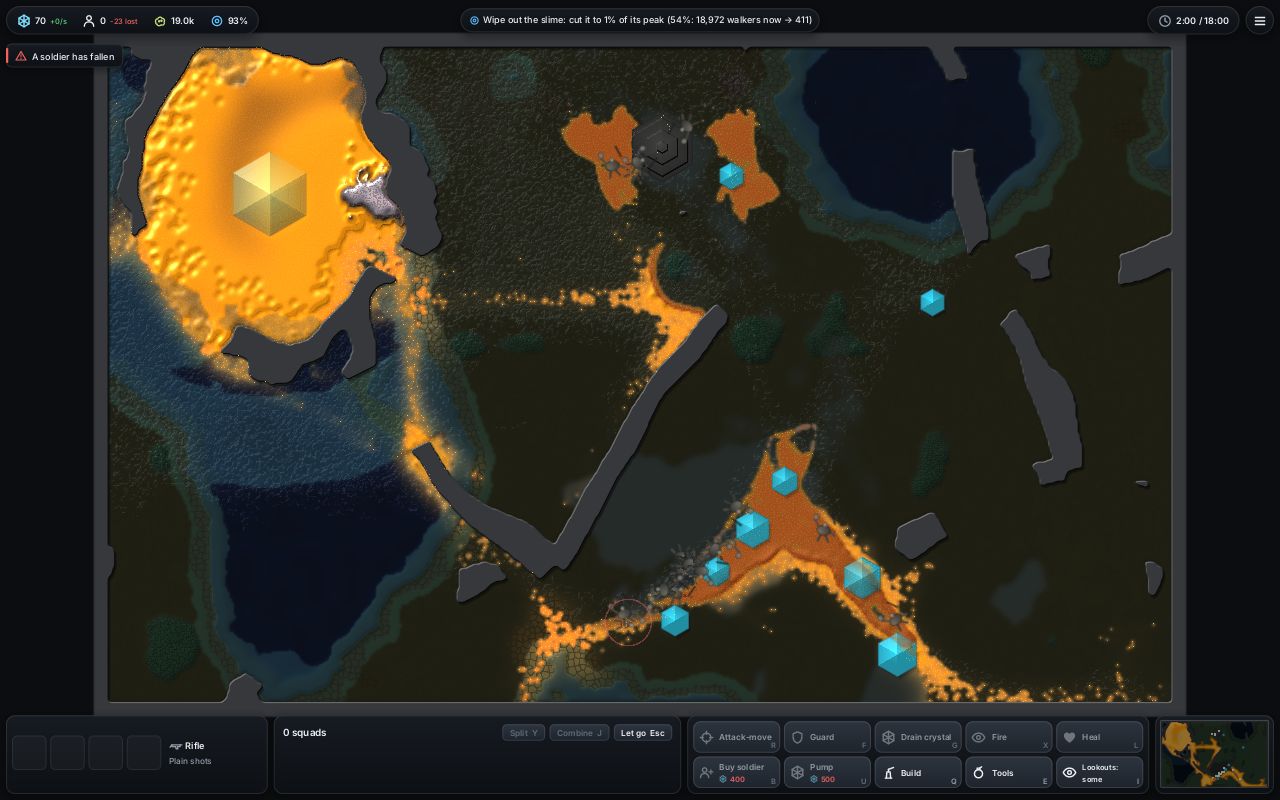 70 +0/s 0 -23 lost 19.0k 93%
Wipe out the slime: cut it to 1% of its peak (54%: 18,972 walkers now → 411)
2:00 / 18:00
A soldier has fallen
Rifle
Plain shots
0 squads
Split Y
Combine J
Let go Esc
Attack-move R
Guard F
Drain crystal G
Fire X
Heal L
Buy soldier 400 B
Pump 500 U
Build Q
Tools E
Lookouts: some I